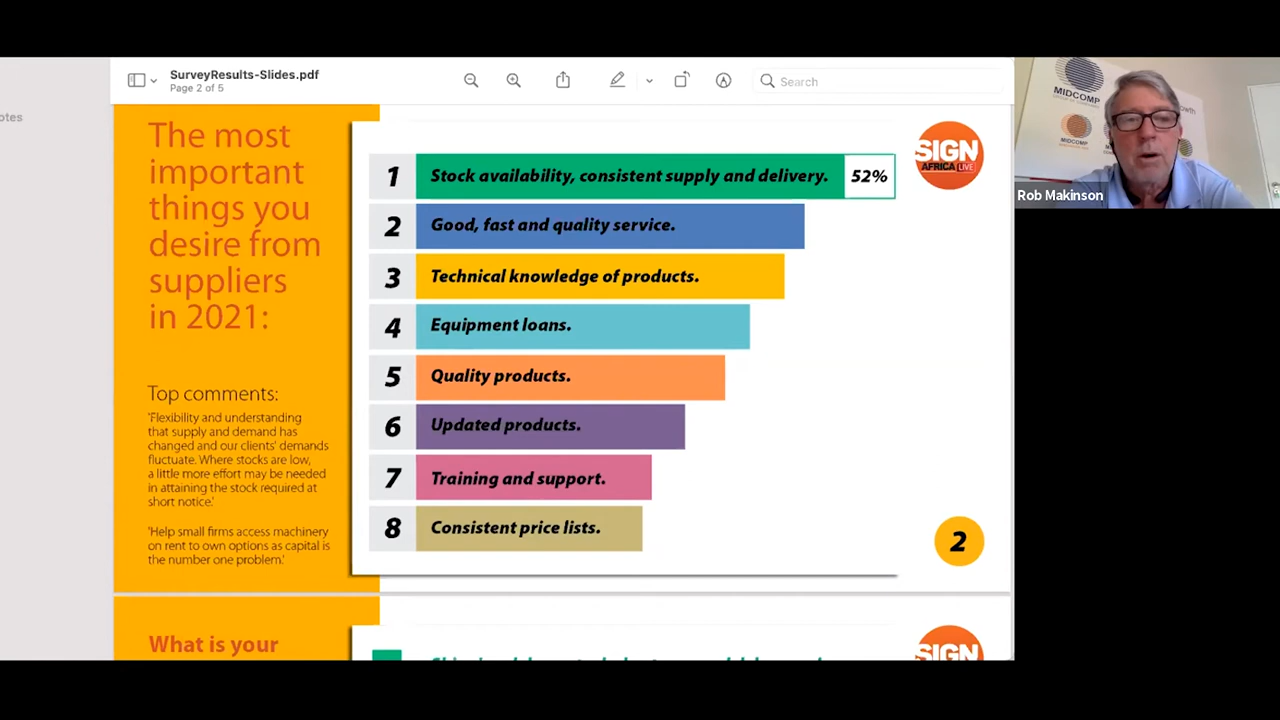 SurveyResults-Slides.pdf
Page 2 of 5
Search
otes
The most
important
things you
desire from
suppliers
in 2021:
Top comments:
'Flexibility and understanding
that supply and demand has
changed and our clients' demands
fluctuate. Where stocks are low,
a little more effort may be needed
in attaining the stock required at
short notice.'
'Help small firms access machinery
on rent to own options as capital is
the number one problem.'
1 Stock availability, consistent supply and delivery. 52%
2 Good, fast and quality service.
3 Technical knowledge of products.
4 Equipment loans.
5 Quality products.
6 Updated products.
7 Training and support.
8 Consistent price lists.
SIGN
AFRICA LIVE
2
What is your
SIGN
MIDCOMP
MIDCOMP
Rob Makinson